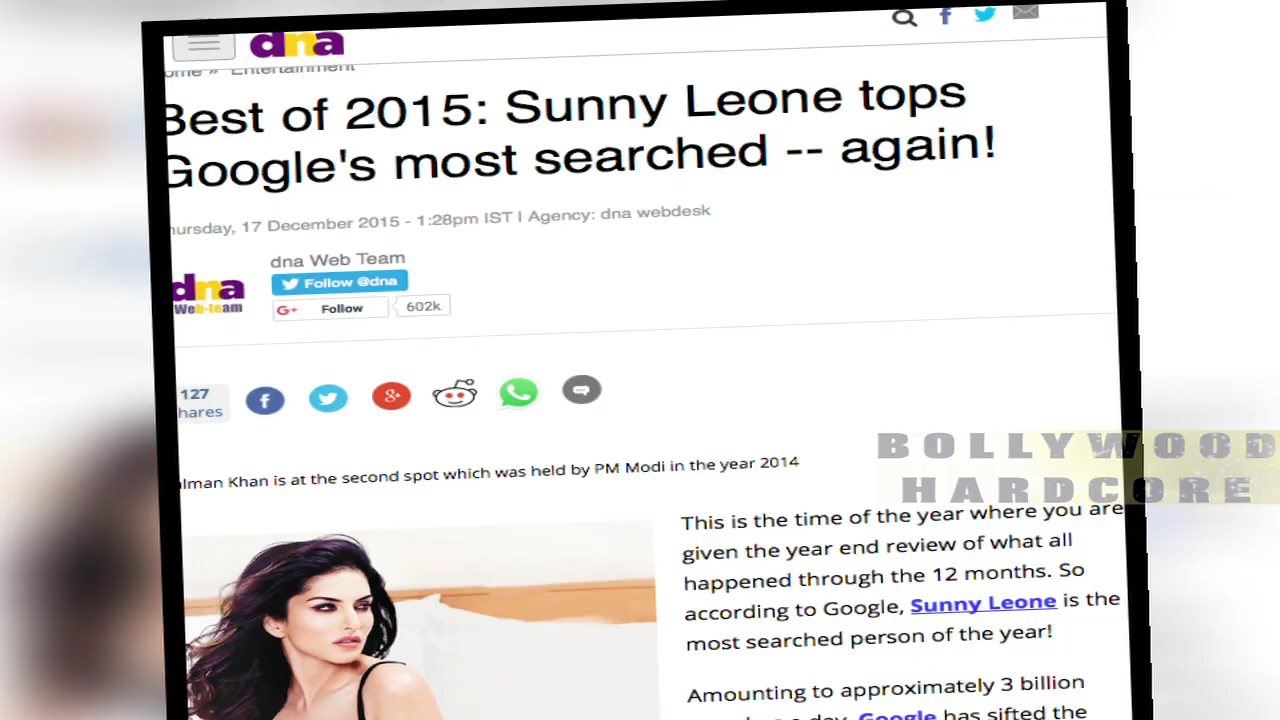 dna
Entertainment
Best of 2015: Sunny Leone tops
Google's most searched -- again!
17 December 2015 - 1:28pm IST | Agency: dna webdesk
dna Web Team
dna
Web-team
Follow @dna
G+ Follow 602k
127
hares
f
g+
lman Khan is at the second spot which was held by PM Modi in the year 2014
BOLLYWOOD
HARDCORE
This is the time of the year where you are
given the year end review of what all
happened through the 12 months. So
according to Google, Sunny Leone is the
most searched person of the year!
Amounting to approximately 3 billion
Google has sifted the